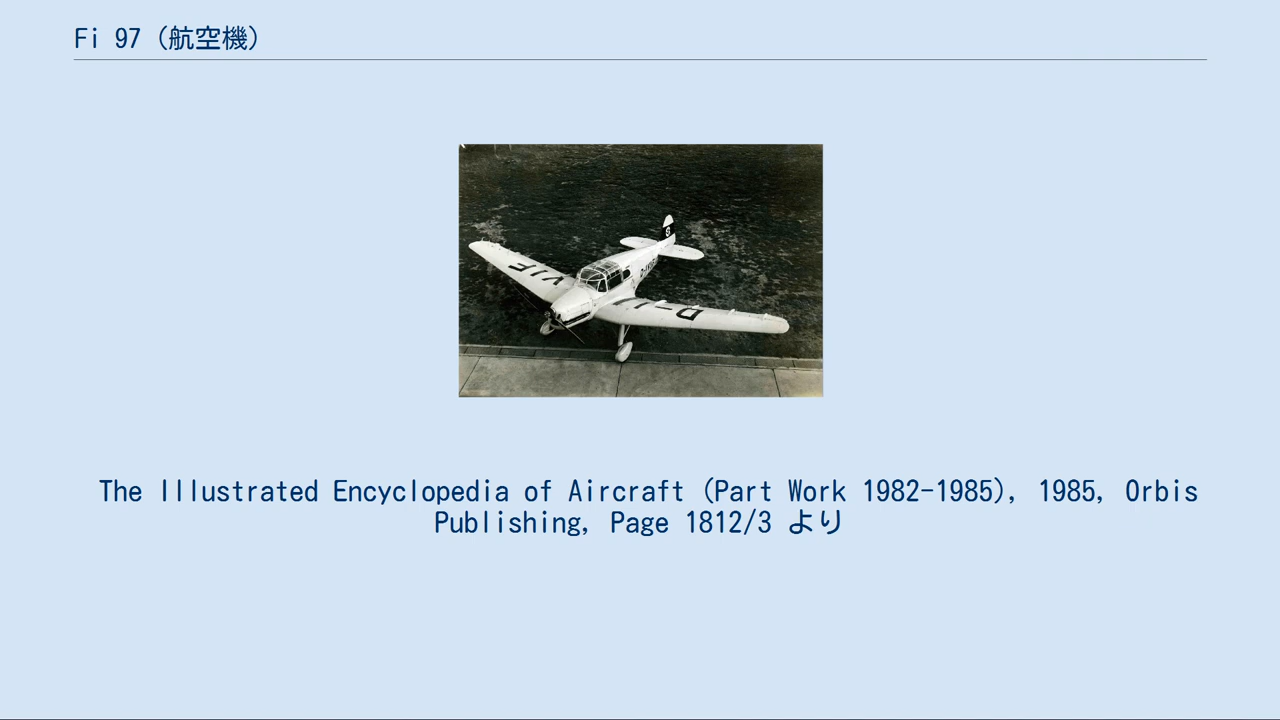 Fi 97 (航空機)
The Illustrated Encyclopedia of Aircraft (Part Work 1982-1985), 1985, Orbis
Publishing, Page 1812/3 より